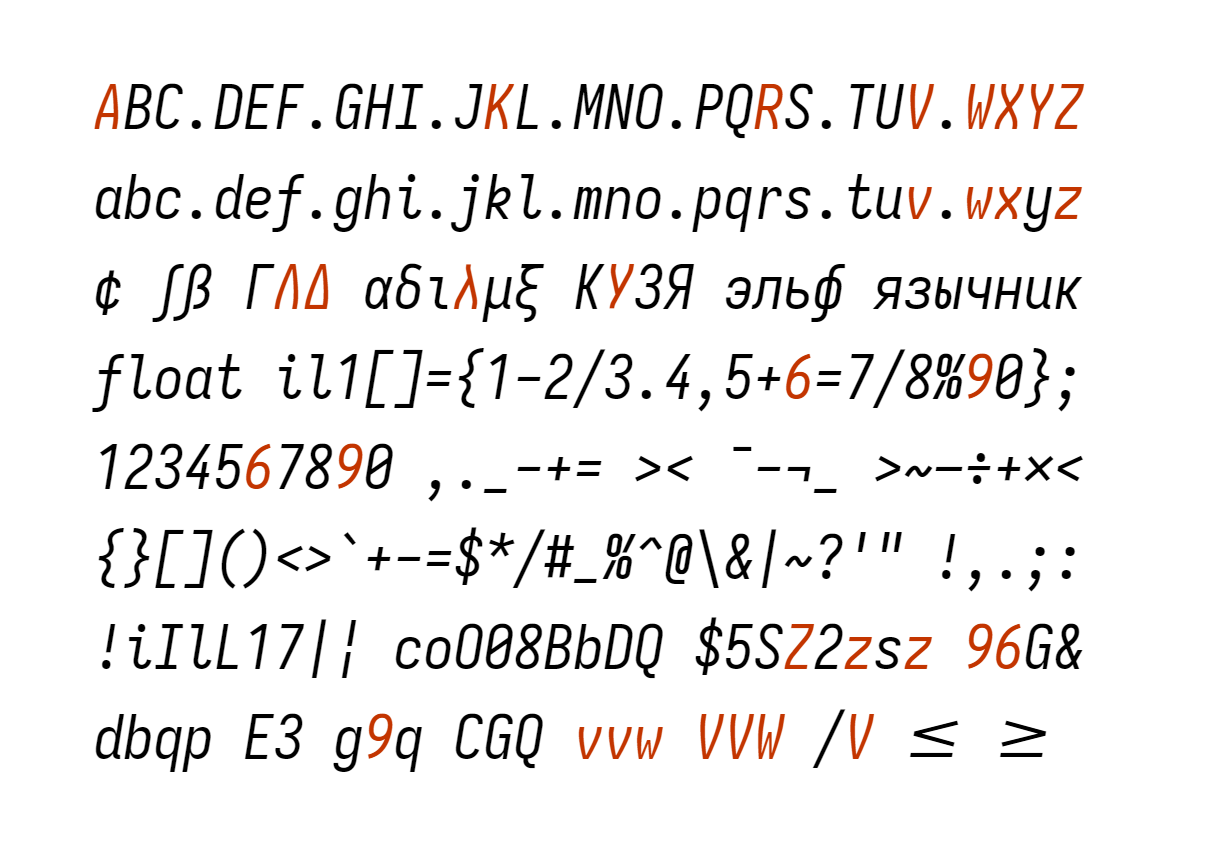 ABC.DEF.GHI.JKL.MNO.PQRS.TUV.WXYZ
abc.def.ghi.jkl.mno.pqrs.tuv.wxyz
¢ ʃß ΓΛΔ αδιλμξ КУЗЯ эльф язычник
float il1[]={1-2/3.4,5+6=7/8%90};
1234567890 ,._-+= >< ¯-¬_ >~–÷+×<
{}[]()<>`+-=$*/#_%^@\&|~?'" !,.;:
!iIlL17|¦ coO08BbDQ $5SZ2zsz 96G&
dbqp E3 g9q CGQ vvw VVW /V ≤ ≥